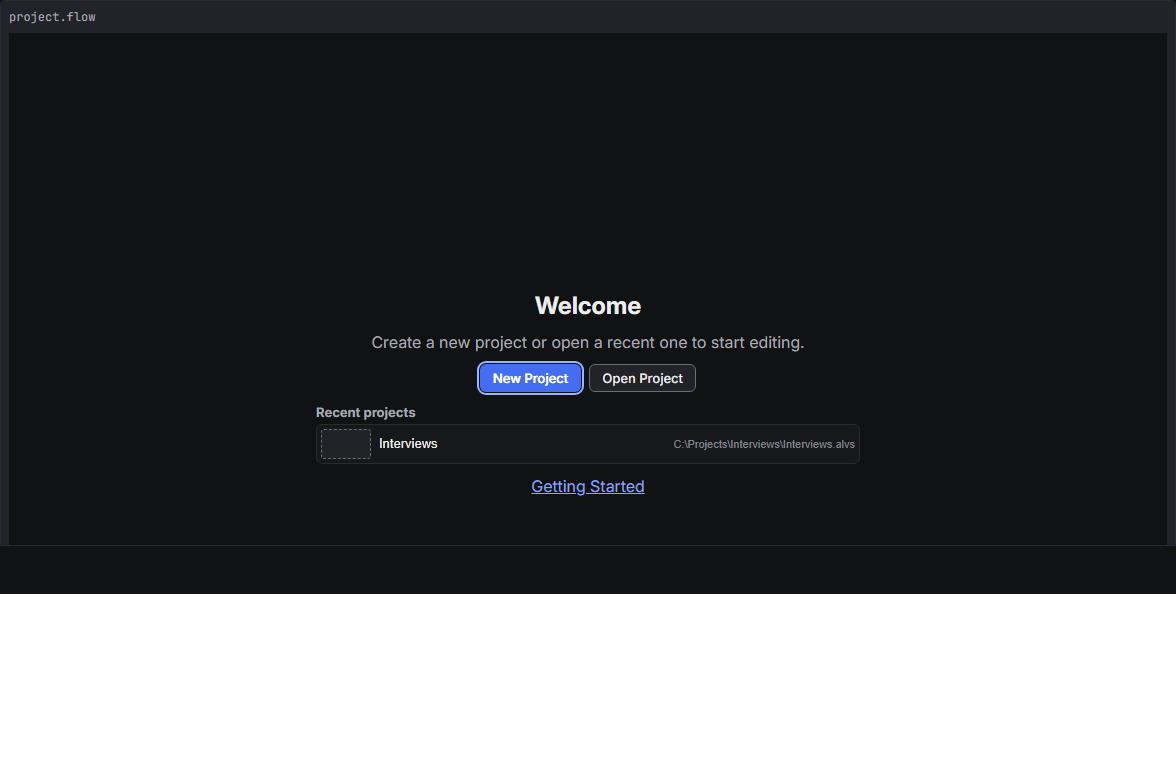 project.flow
Welcome
Create a new project or open a recent one to start editing.
New Project Open Project
Recent projects
Interviews C:\Projects\Interviews\Interviews.alvs
Getting Started